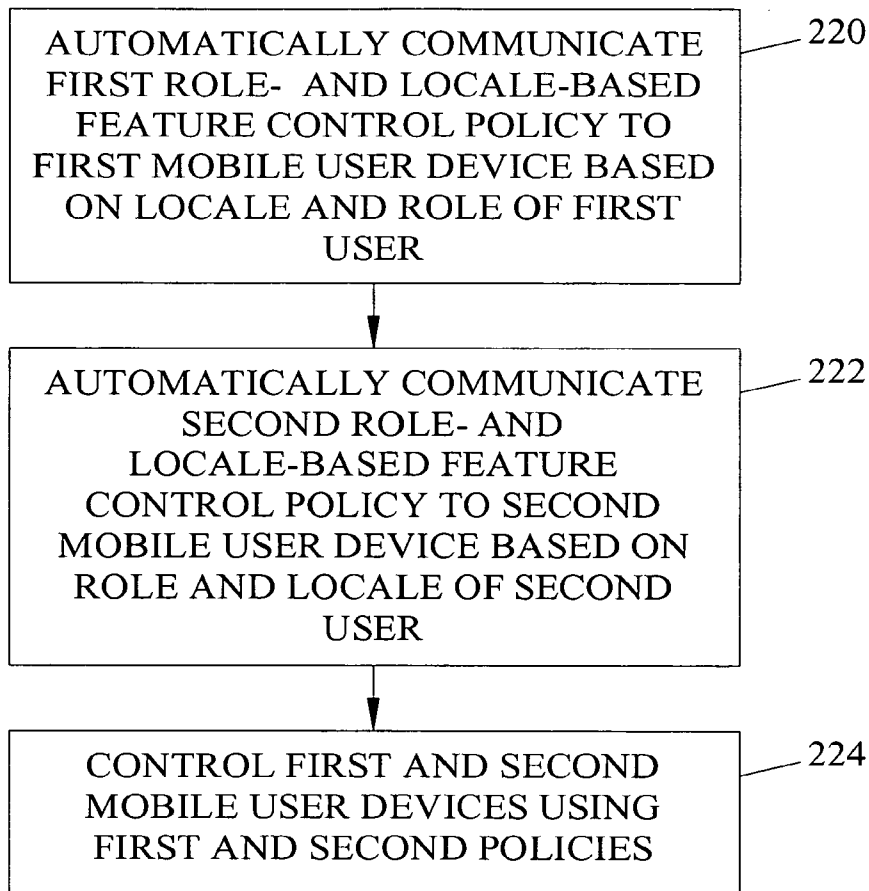 AUTOMATICALLY COMMUNICATE
FIRST ROLE- AND LOCALE-BASED
FEATURE CONTROL POLICY TO
FIRST MOBILE USER DEVICE BASED
ON LOCALE AND ROLE OF FIRST
USER
220
AUTOMATICALLY COMMUNICATE
SECOND ROLE- AND
LOCALE-BASED FEATURE
CONTROL POLICY TO SECOND
MOBILE USER DEVICE BASED ON
ROLE AND LOCALE OF SECOND
USER
222
CONTROL FIRST AND SECOND
MOBILE USER DEVICES USING
FIRST AND SECOND POLICIES
224